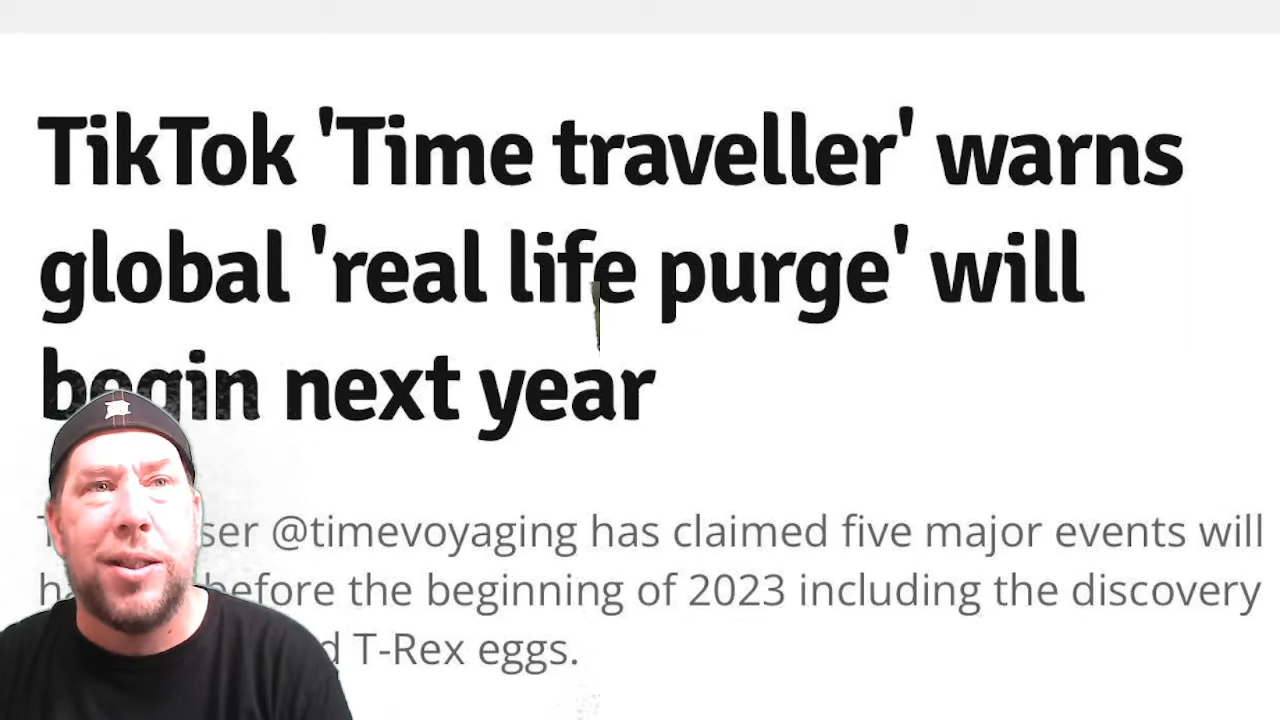 TikTok 'Time traveller' warns
global 'real life purge' will
begin next year
@timevoyaging has claimed five major events will
before the beginning of 2023 including the discovery
T-Rex eggs.